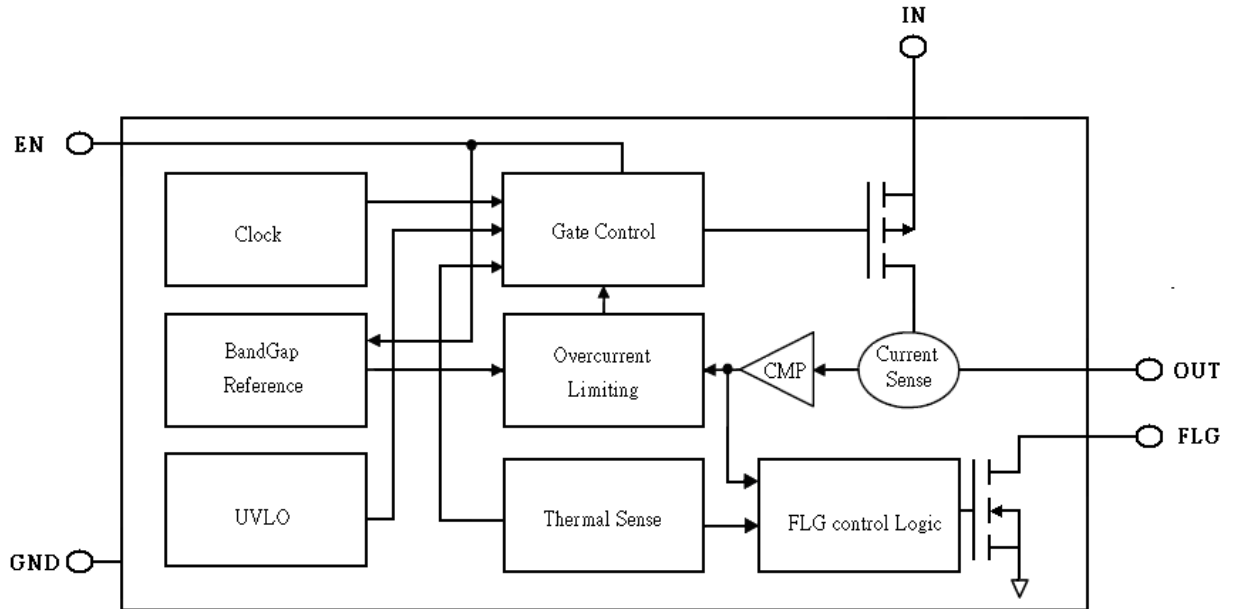 IN
EN
Clock
Gate Control
BandGap
Reference
Overcurrent
Limiting
CMP
Current
Sense
OUT
FLG
UVLO
Thermal Sense
FLG control Logic
GND